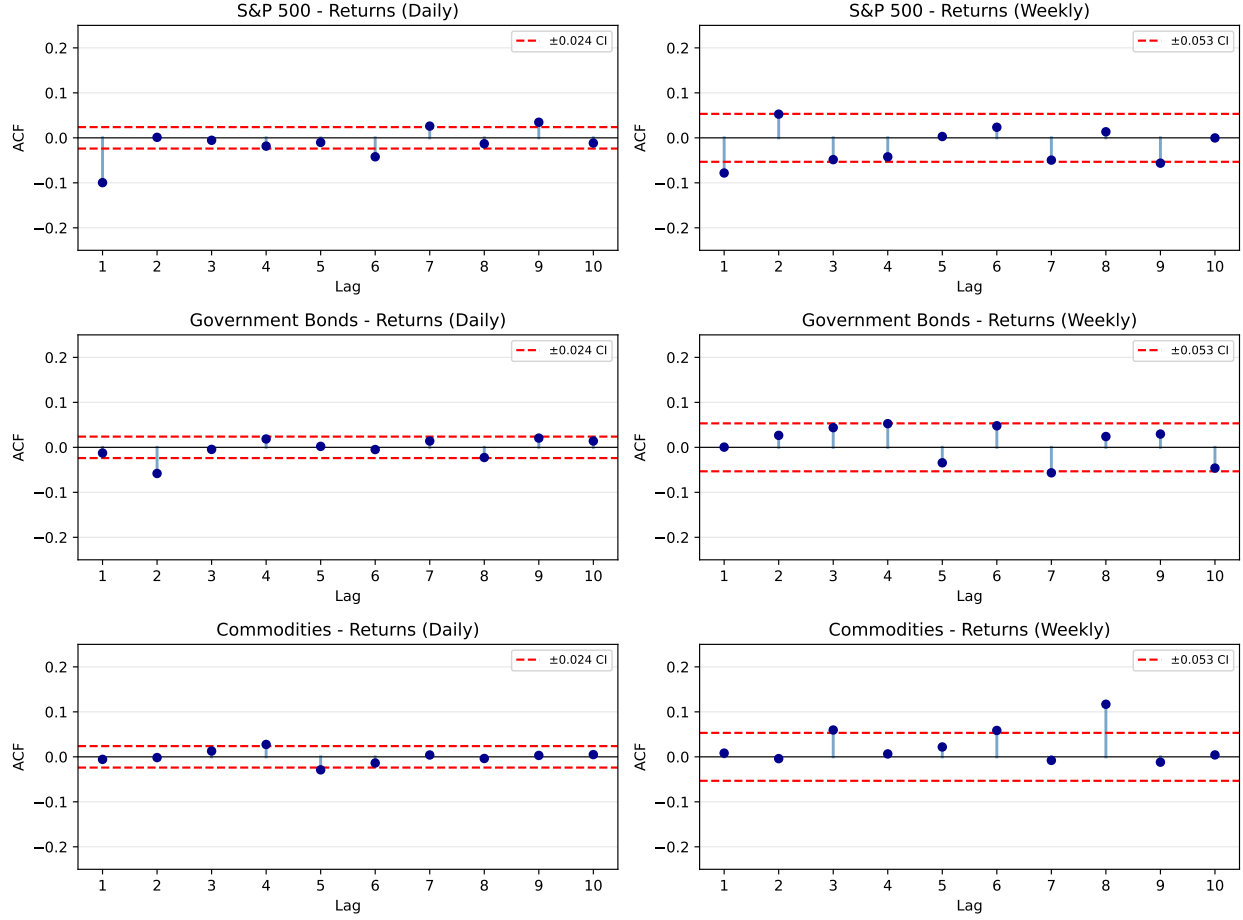 S&P 500 - Returns (Daily)
±0.024 CI
0.2
0.1
0.0
−0.1
−0.2
ACF
1 2 3 4 5 6 7 8 9 10
Lag
S&P 500 - Returns (Weekly)
±0.053 CI
0.2
0.1
0.0
−0.1
−0.2
ACF
1 2 3 4 5 6 7 8 9 10
Lag
Government Bonds - Returns (Daily)
±0.024 CI
0.2
0.1
0.0
−0.1
−0.2
ACF
1 2 3 4 5 6 7 8 9 10
Lag
Government Bonds - Returns (Weekly)
±0.053 CI
0.2
0.1
0.0
−0.1
−0.2
ACF
1 2 3 4 5 6 7 8 9 10
Lag
Commodities - Returns (Daily)
±0.024 CI
0.2
0.1
0.0
−0.1
−0.2
ACF
1 2 3 4 5 6 7 8 9 10
Lag
Commodities - Returns (Weekly)
±0.053 CI
0.2
0.1
0.0
−0.1
−0.2
ACF
1 2 3 4 5 6 7 8 9 10
Lag